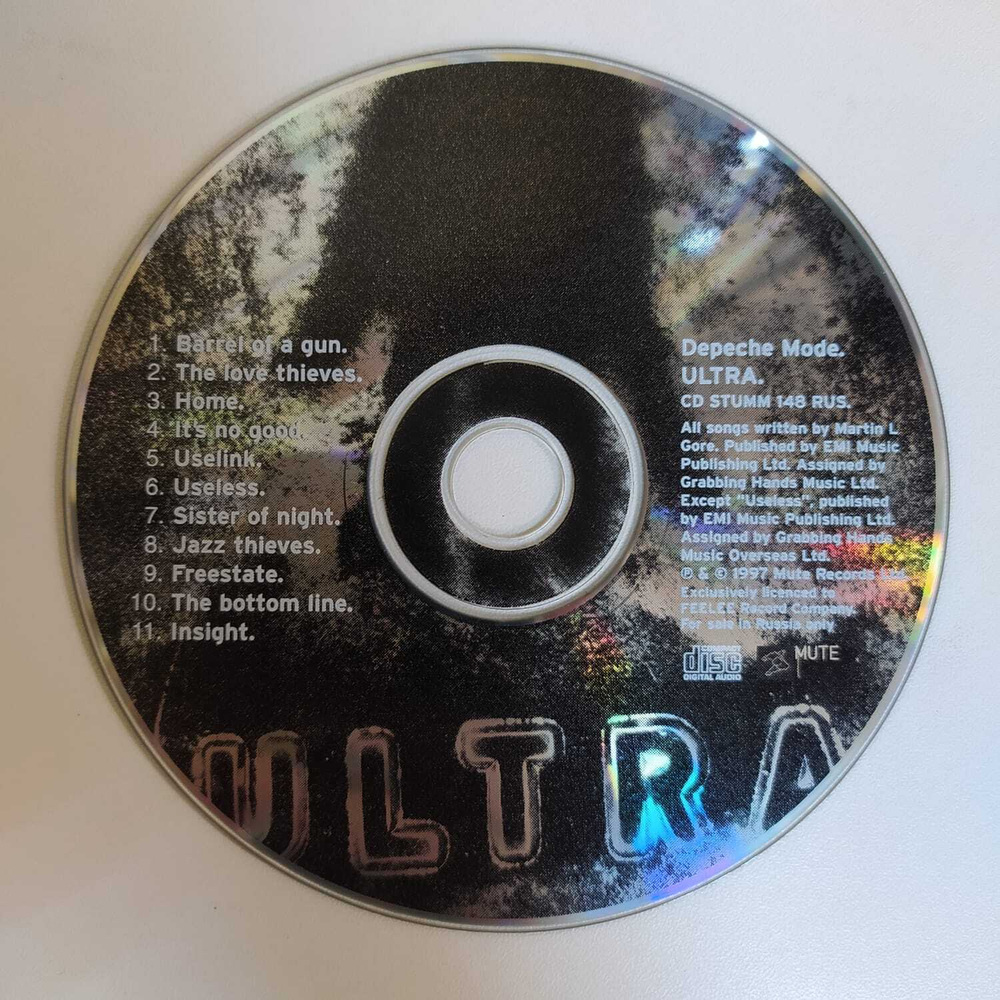 1. Barrel of a gun.
2. The love thieves.
3. Home.
4. It's no good.
5. Uselink.
6. Useless.
7. Sister of night.
8. Jazz thieves.
9. Freestate.
10. The bottom line.
11. Insight.
Depeche Mode.
ULTRA.
CD STUMM 148 RUS.
All songs written by Martin L
Gore. Published by EMI Music
Publishing Ltd. Assigned by
Grabbing Hands Music Ltd.
Except "Useless", published
by EMI Music Publishing Ltd.
Assigned by Grabbing Hands
Music Overseas Ltd.
℗ & © 1997 Mute Records Ltd.
Exclusively licenced to
FEELEE Record Company.
For sale in Russia only
COMPACT
disc
DIGITAL AUDIO
MUTE
ULTRA